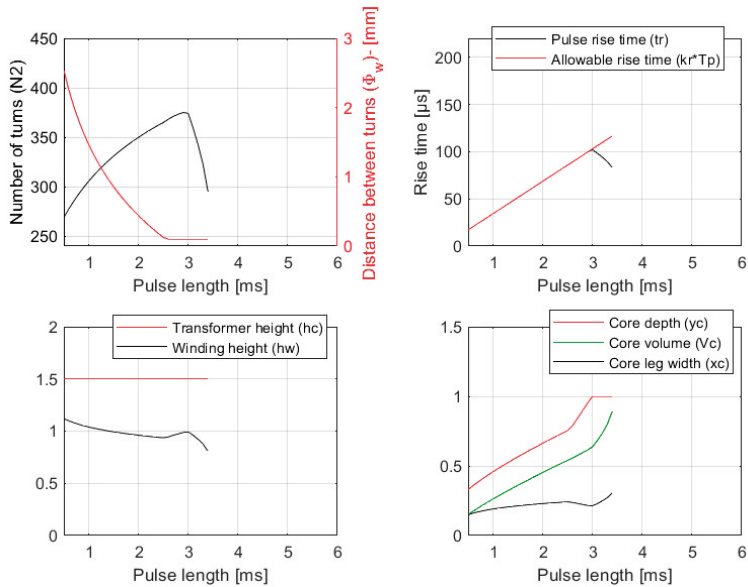 450
400
350
300
250
Number of turns (N2)
3
2
1
0
Distance between turns (Φw)- [mm]
1 2 3 4 5 6
Pulse length [ms]
Pulse rise time (tr)
Allowable rise time (kr*Tp)
200
150
100
50
0
Rise time [µs]
1 2 3 4 5 6
Pulse length [ms]
Transformer height (hc)
Winding height (hw)
2
1.5
1
0.5
0
1 2 3 4 5 6
Pulse length [ms]
Core depth (yc)
Core volume (Vc)
Core leg width (xc)
1.5
1
0.5
0
1 2 3 4 5 6
Pulse length [ms]